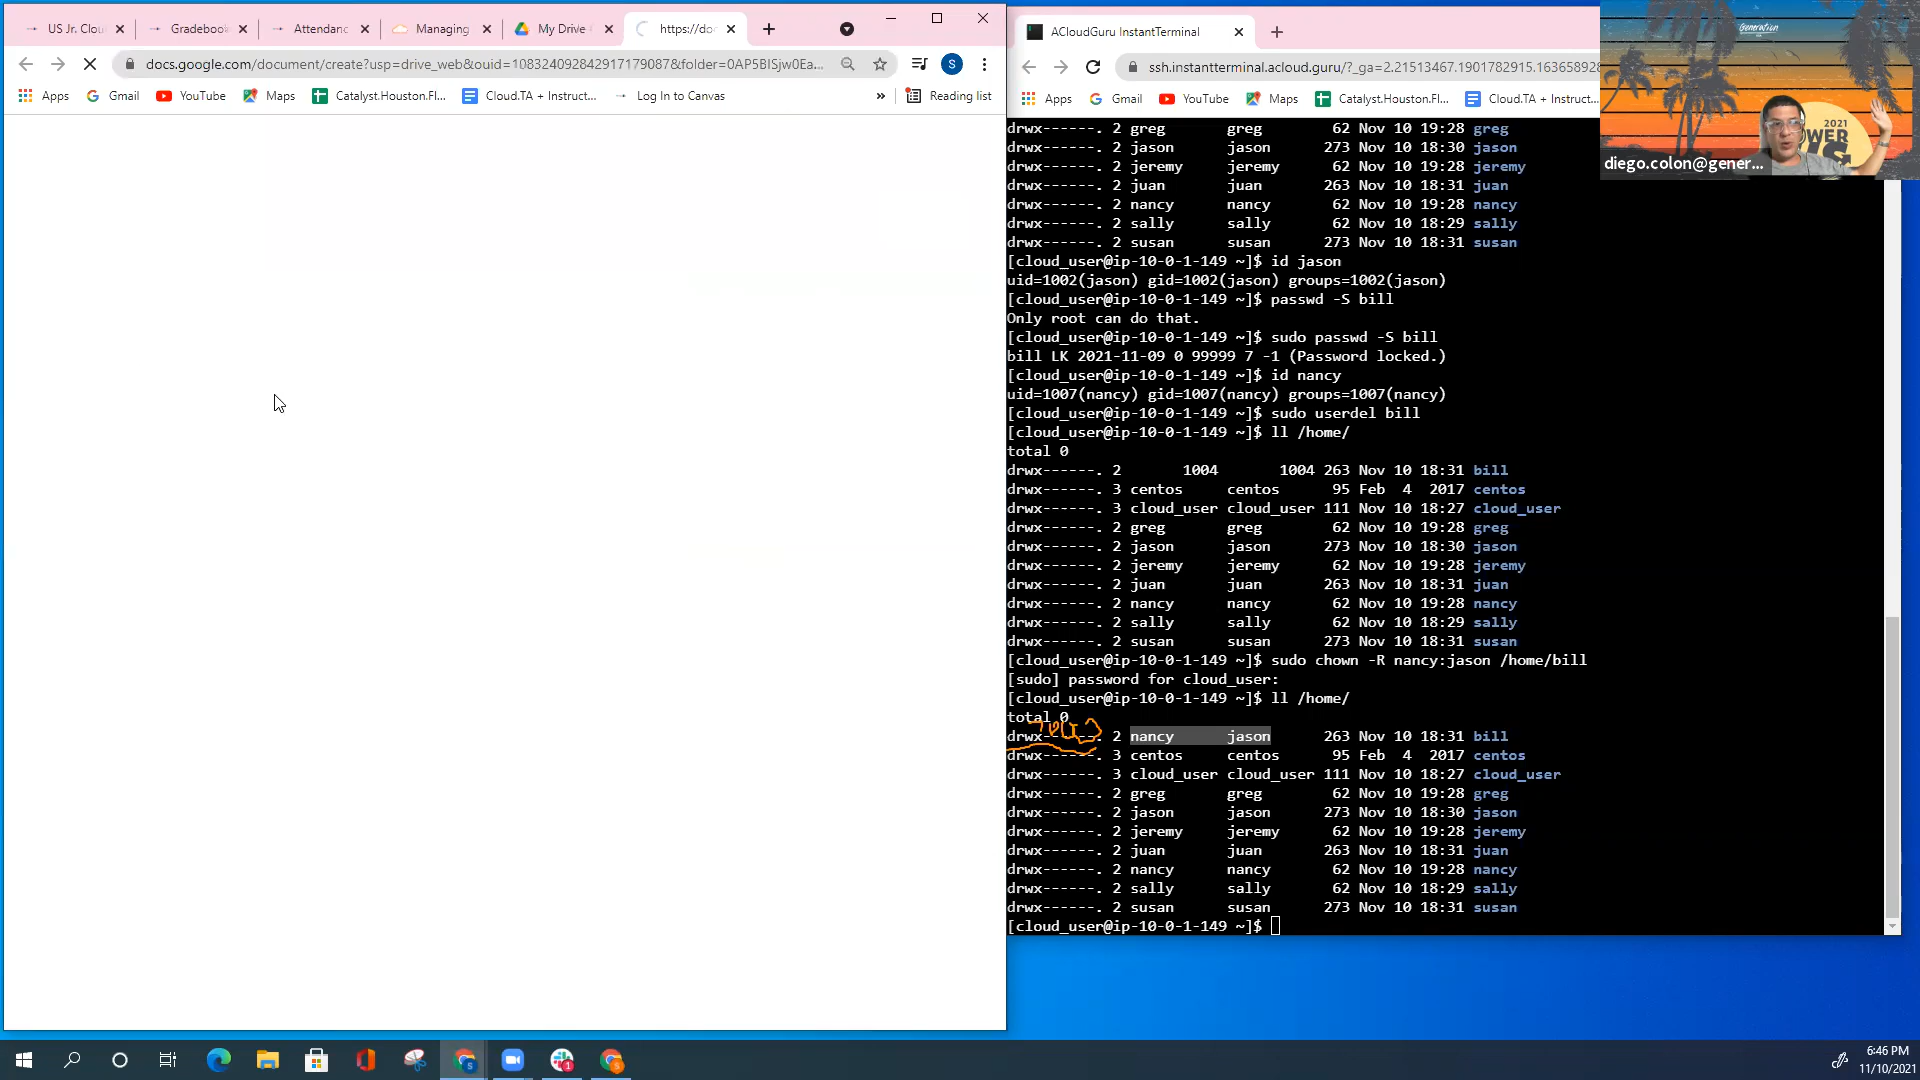 US Jr. Clou
Gradebook
Attendanc
Managing
My Drive
https://do
docs.google.com/document/create?usp=drive_web&ouid=108324092842917179087&folder=0AP5BISjw0Ea...
S
Apps
Gmail
YouTube
Maps
Catalyst.Houston.Fl...
Cloud.TA + Instruct...
Log In to Canvas
»
Reading list
ACloudGuru InstantTerminal
ssh.instantterminal.acloud.guru/?_ga=2.21513467.1901782915.163658928
Apps
Gmail
YouTube
Maps
Catalyst.Houston.Fl...
Cloud.TA + Instruct...
Generation
2021
diego.colon@gener...
drwx------. 2 greg greg 62 Nov 10 19:28 greg
drwx------. 2 jason jason 273 Nov 10 18:30 jason
drwx------. 2 jeremy jeremy 62 Nov 10 19:28 jeremy
drwx------. 2 juan juan 263 Nov 10 18:31 juan
drwx------. 2 nancy nancy 62 Nov 10 19:28 nancy
drwx------. 2 sally sally 62 Nov 10 18:29 sally
drwx------. 2 susan susan 273 Nov 10 18:31 susan
[cloud_user@ip-10-0-1-149 ~]$ id jason
uid=1002(jason) gid=1002(jason) groups=1002(jason)
[cloud_user@ip-10-0-1-149 ~]$ passwd -S bill
Only root can do that.
[cloud_user@ip-10-0-1-149 ~]$ sudo passwd -S bill
bill LK 2021-11-09 0 99999 7 -1 (Password locked.)
[cloud_user@ip-10-0-1-149 ~]$ id nancy
uid=1007(nancy) gid=1007(nancy) groups=1007(nancy)
[cloud_user@ip-10-0-1-149 ~]$ sudo userdel bill
[cloud_user@ip-10-0-1-149 ~]$ ll /home/
total 0
drwx------. 2 1004 1004 263 Nov 10 18:31 bill
drwx------. 3 centos centos 95 Feb 4 2017 centos
drwx------. 3 cloud_user cloud_user 111 Nov 10 18:27 cloud_user
drwx------. 2 greg greg 62 Nov 10 19:28 greg
drwx------. 2 jason jason 273 Nov 10 18:30 jason
drwx------. 2 jeremy jeremy 62 Nov 10 19:28 jeremy
drwx------. 2 juan juan 263 Nov 10 18:31 juan
drwx------. 2 nancy nancy 62 Nov 10 19:28 nancy
drwx------. 2 sally sally 62 Nov 10 18:29 sally
drwx------. 2 susan susan 273 Nov 10 18:31 susan
[cloud_user@ip-10-0-1-149 ~]$ sudo chown -R nancy:jason /home/bill
[sudo] password for cloud_user:
[cloud_user@ip-10-0-1-149 ~]$ ll /home/
total 0
drwx------. 2 nancy jason 263 Nov 10 18:31 bill
drwx------. 3 centos centos 95 Feb 4 2017 centos
drwx------. 3 cloud_user cloud_user 111 Nov 10 18:27 cloud_user
drwx------. 2 greg greg 62 Nov 10 19:28 greg
drwx------. 2 jason jason 273 Nov 10 18:30 jason
drwx------. 2 jeremy jeremy 62 Nov 10 19:28 jeremy
drwx------. 2 juan juan 263 Nov 10 18:31 juan
drwx------. 2 nancy nancy 62 Nov 10 19:28 nancy
drwx------. 2 sally sally 62 Nov 10 18:29 sally
drwx------. 2 susan susan 273 Nov 10 18:31 susan
[cloud_user@ip-10-0-1-149 ~]$
6:46 PM
11/10/2021